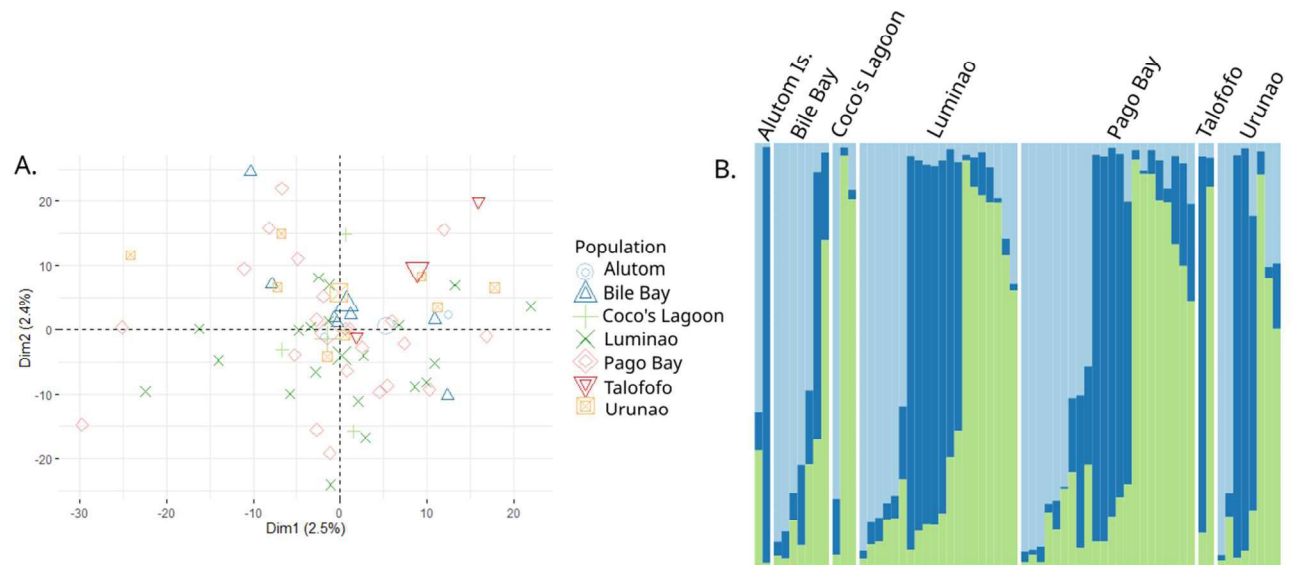 A.
20
10
0
-10
-20
-30
-20
-10
0
10
20
Dim1 (2.5%)
Dim2 (2.4%)
Population
Alutom
Bile Bay
Coco's Lagoon
Luminao
Pago Bay
Talofofo
Urunao
B.
Alutom Is.
Bile Bay
Coco's Lagoon
Luminao
Pago Bay
Talofofo
Urunao